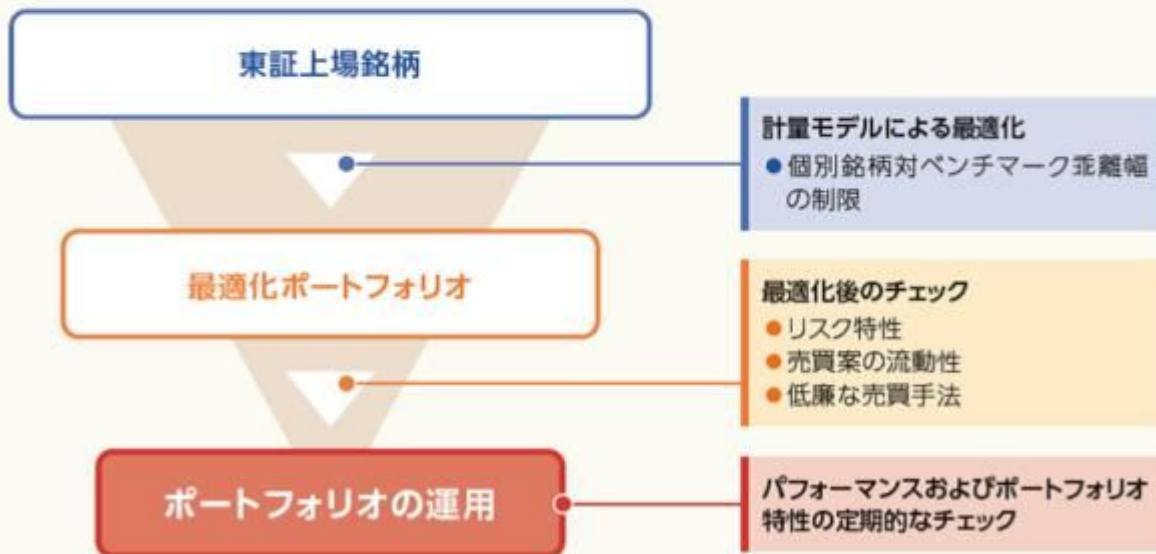 東証上場銘柄
計量モデルによる最適化
●個別銘柄対ベンチマーク乖離幅
の制限
最適化ポートフォリオ
最適化後のチェック
●リスク特性
●売買案の流動性
●低廉な売買手法
ポートフォリオの運用
パフォーマンスおよびポートフォリオ
特性の定期的なチェック